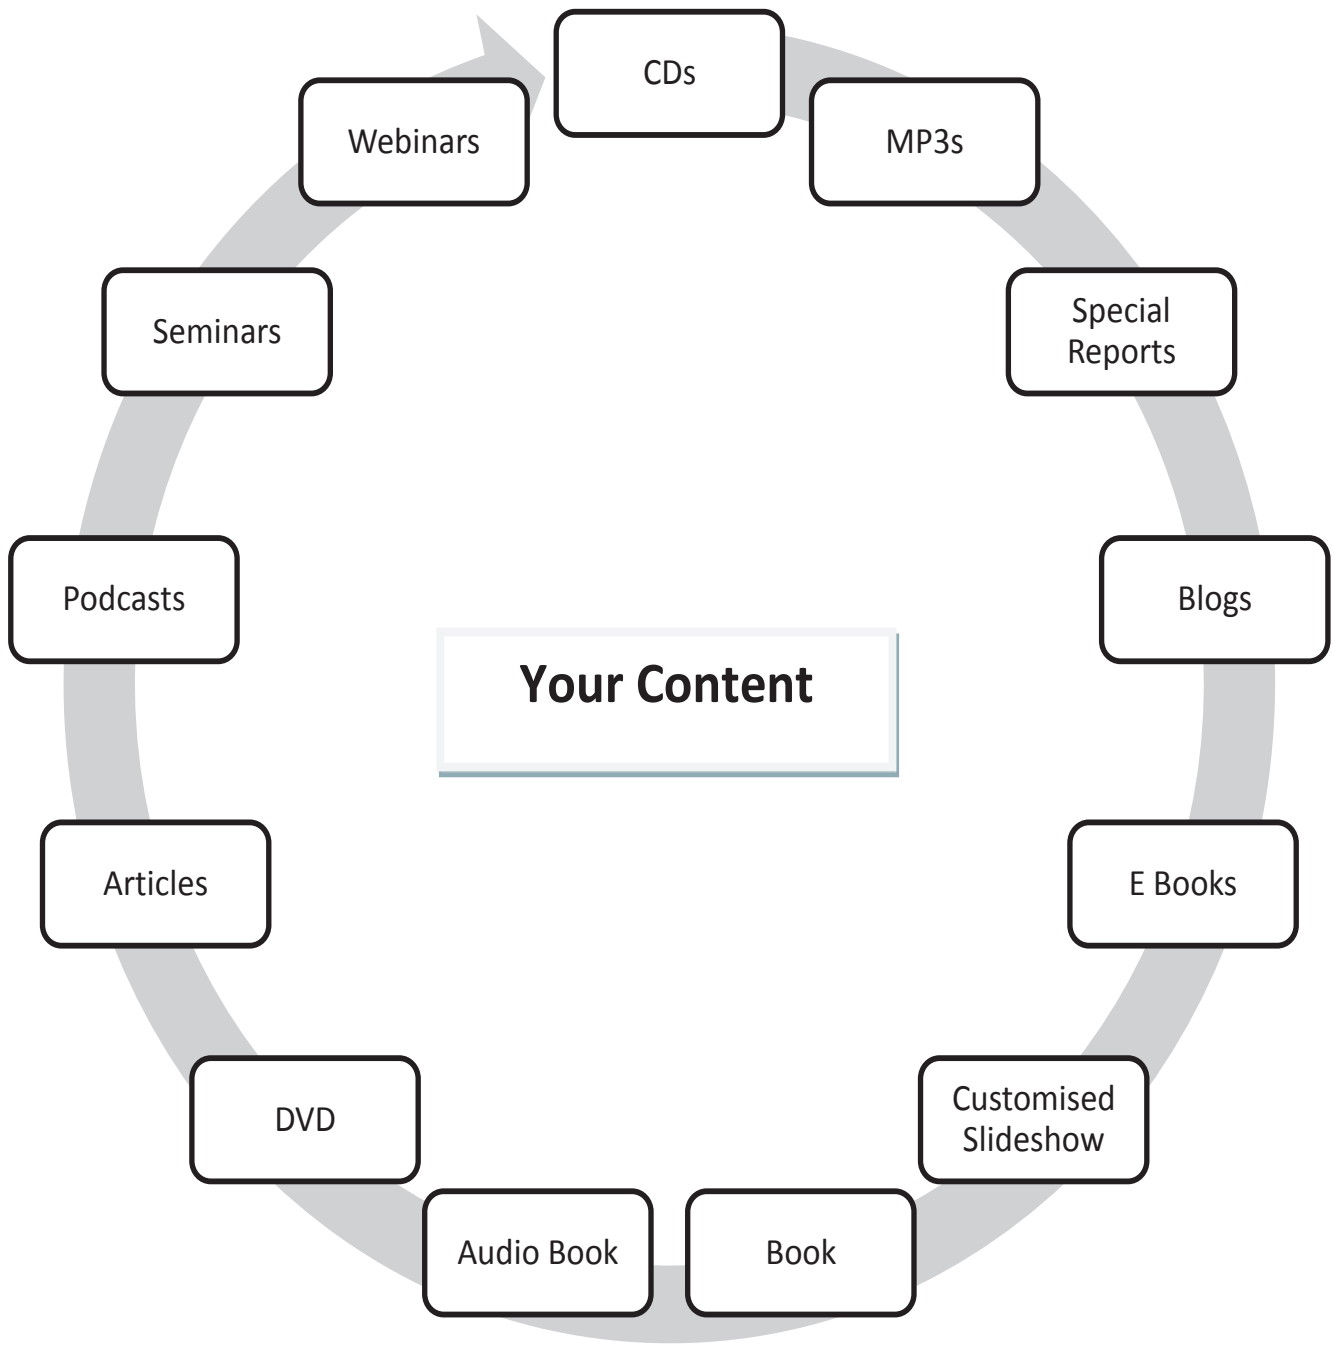 CDs
MP3s
Special
Reports
Blogs
E Books
Customised
Slideshow
Book
Audio Book
DVD
Articles
Podcasts
Seminars
Webinars
Your Content